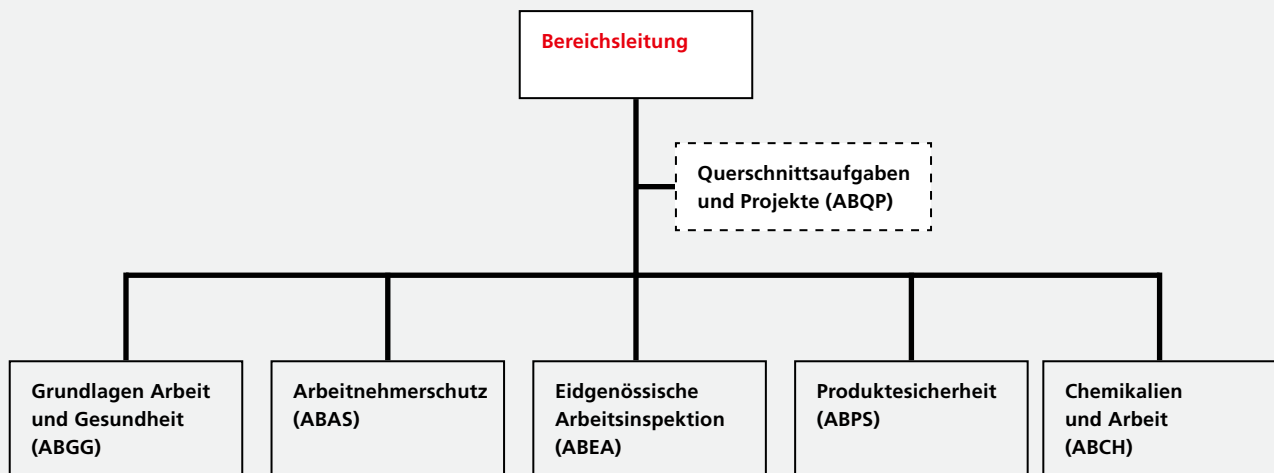 Bereichsleitung
Querschnittsaufgaben
und Projekte (ABQP)
Grundlagen Arbeit
und Gesundheit
(ABGG)
Arbeitnehmerschutz
(ABAS)
Eidgenössische
Arbeitsinspektion
(ABEA)
Produktesicherheit
(ABPS)
Chemikalien
und Arbeit
(ABCH)